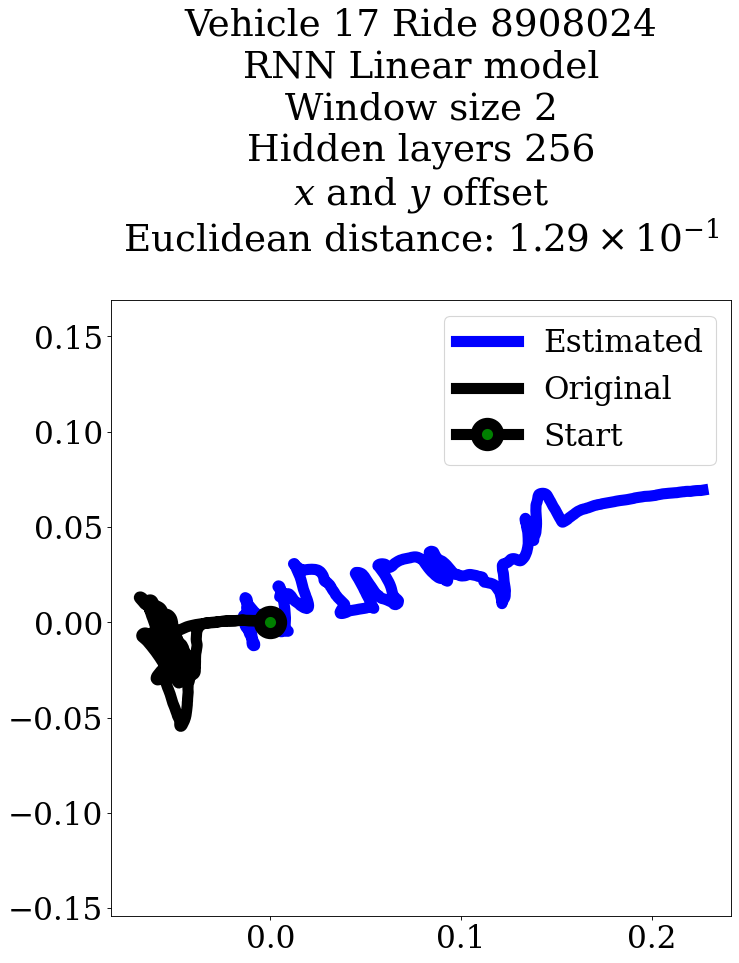 Vehicle 17 Ride 8908024
RNN Linear model
Window size 2
Hidden layers 256
x and y offset
Euclidean distance: 1.29 × 10⁻¹
Estimated
Original
Start
0.15
0.10
0.05
0.00
−0.05
−0.10
−0.15
0.0 0.1 0.2